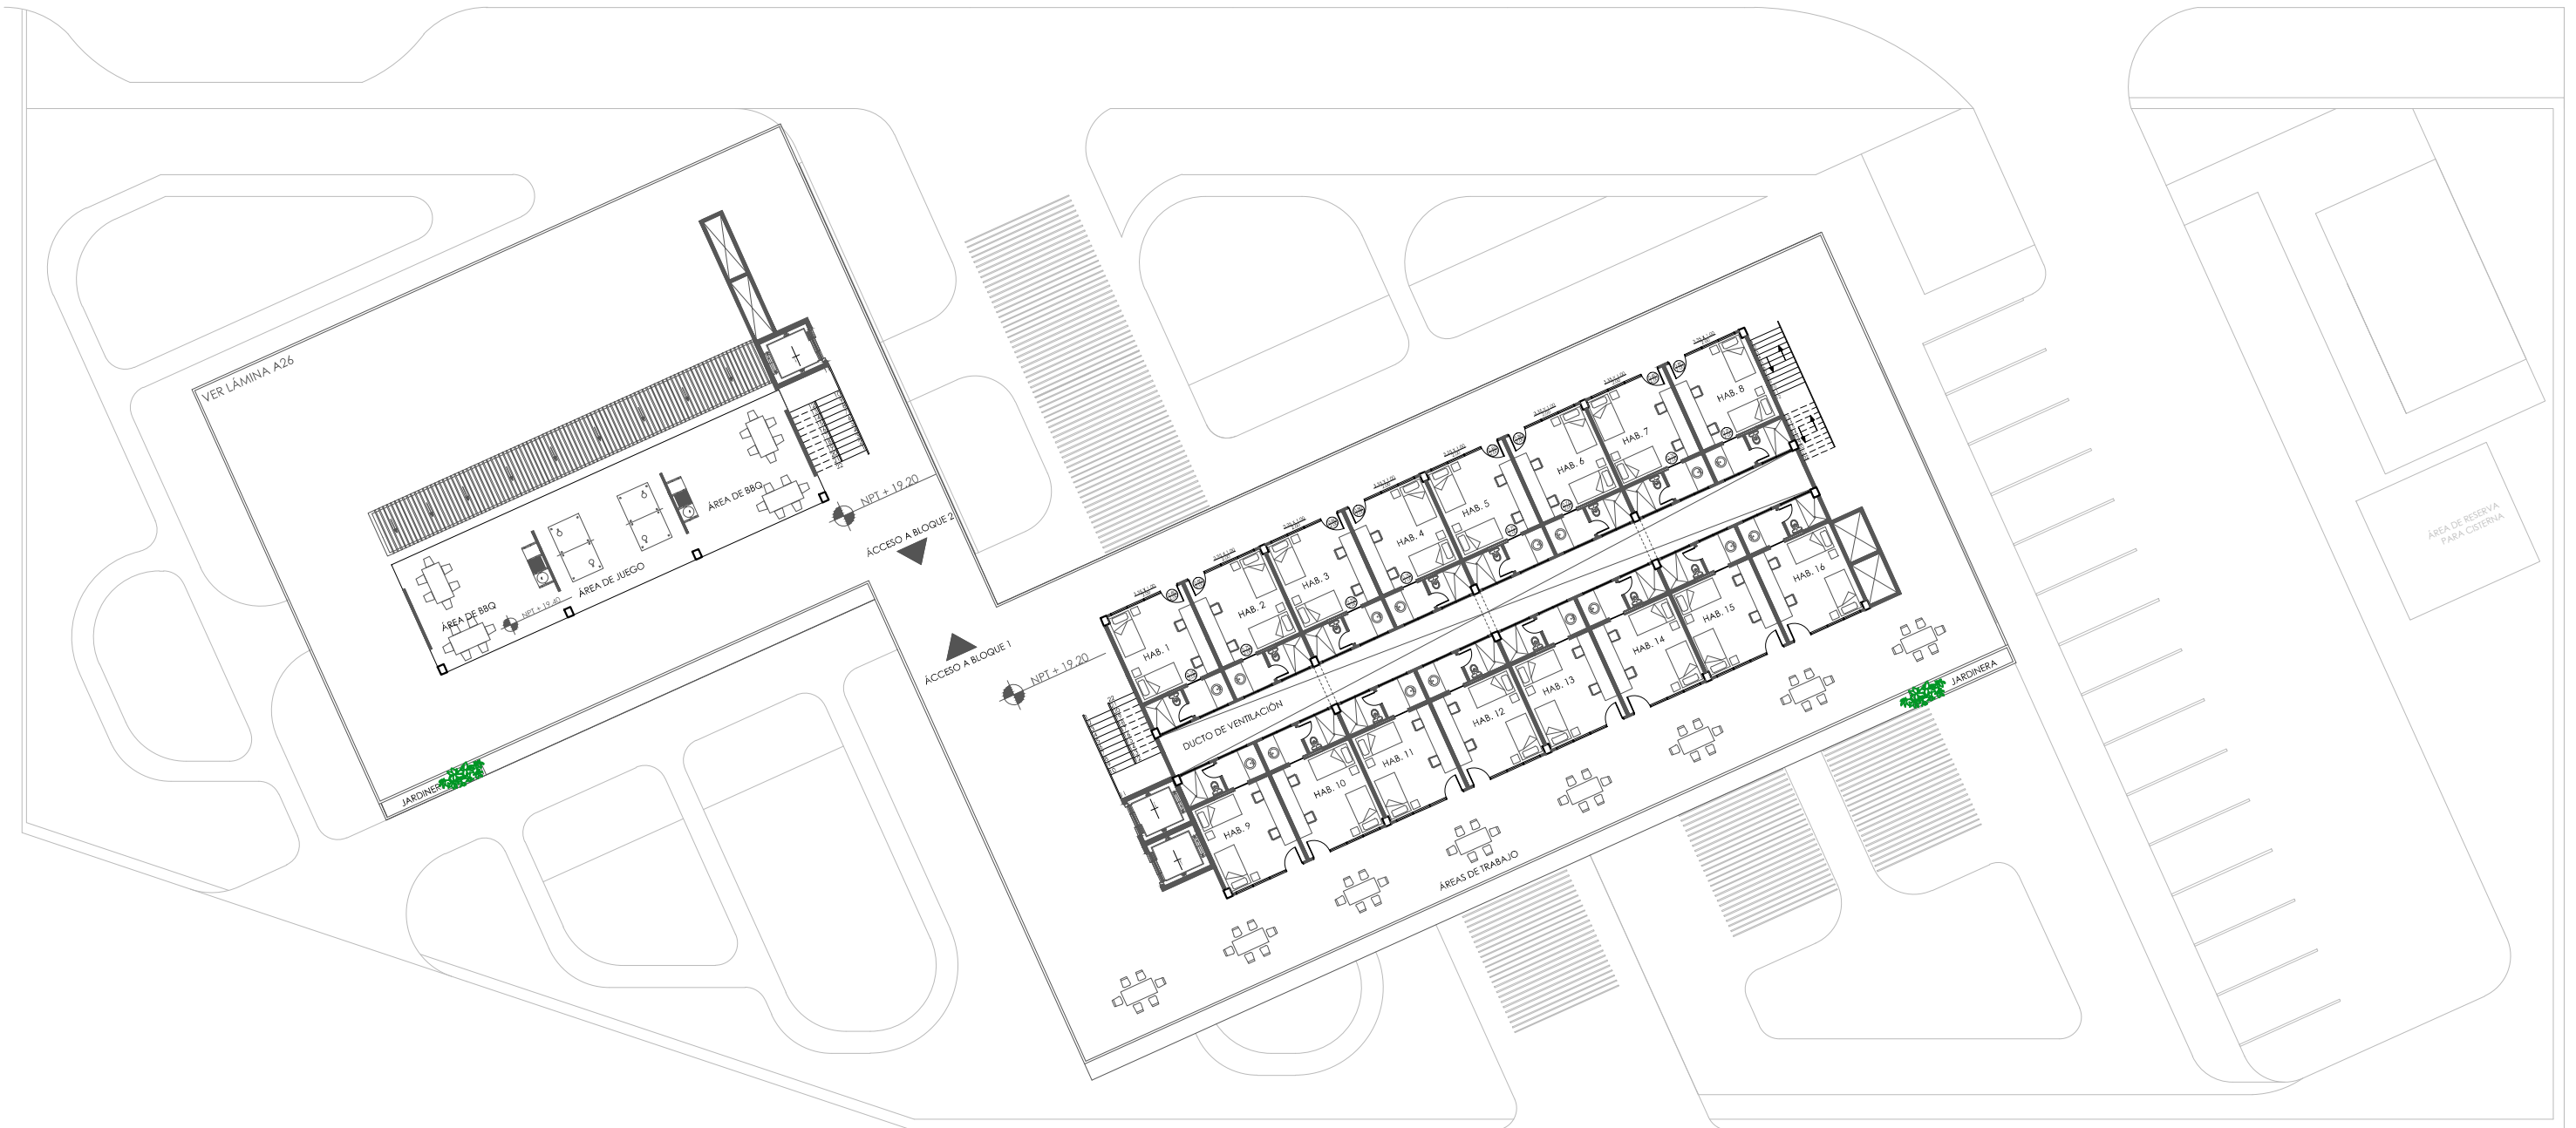 VER LÁMINA A26
ÁREA DE BBQ
NPT + 19.20
ÁCCESO A BLOQUE 2
ÁREA DE JUEGO
ÁREA DE BBQ
NPT + 19.40
ÁCCESO A BLOQUE 1
NPT + 19.20
JARDINER
HAB. 1
HAB. 2
HAB. 3
HAB. 4
HAB. 5
HAB. 6
HAB. 7
HAB. 8
DUCTO DE VENTILACIÓN
HAB. 9
HAB. 10
HAB. 11
HAB. 12
HAB. 13
HAB. 14
HAB. 15
HAB. 16
ÁREAS DE TRABAJO
JARDINERA
ÁREA DE RESERVA
PARA CISTERNA